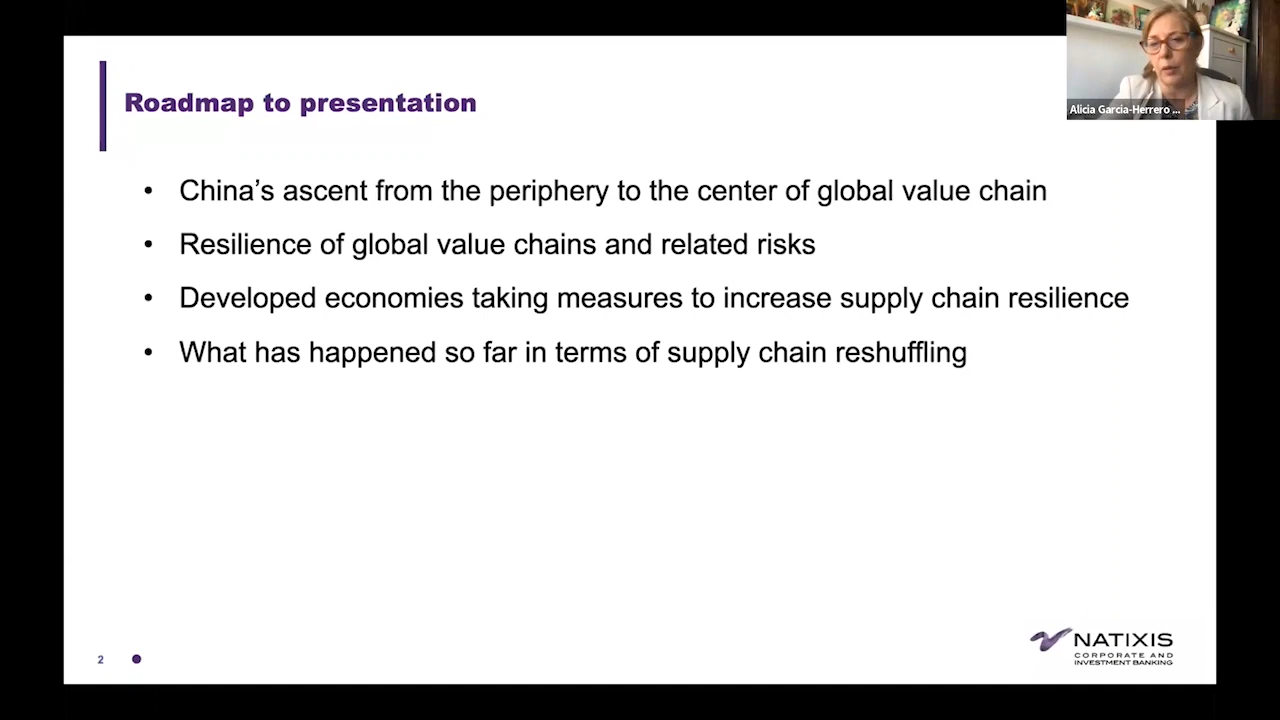 Roadmap to presentation
Alicia Garcia-Herrero ...
• China’s ascent from the periphery to the center of global value chain
• Resilience of global value chains and related risks
• Developed economies taking measures to increase supply chain resilience
• What has happened so far in terms of supply chain reshuffling
2
NATIXIS
CORPORATE AND
INVESTMENT BANKING